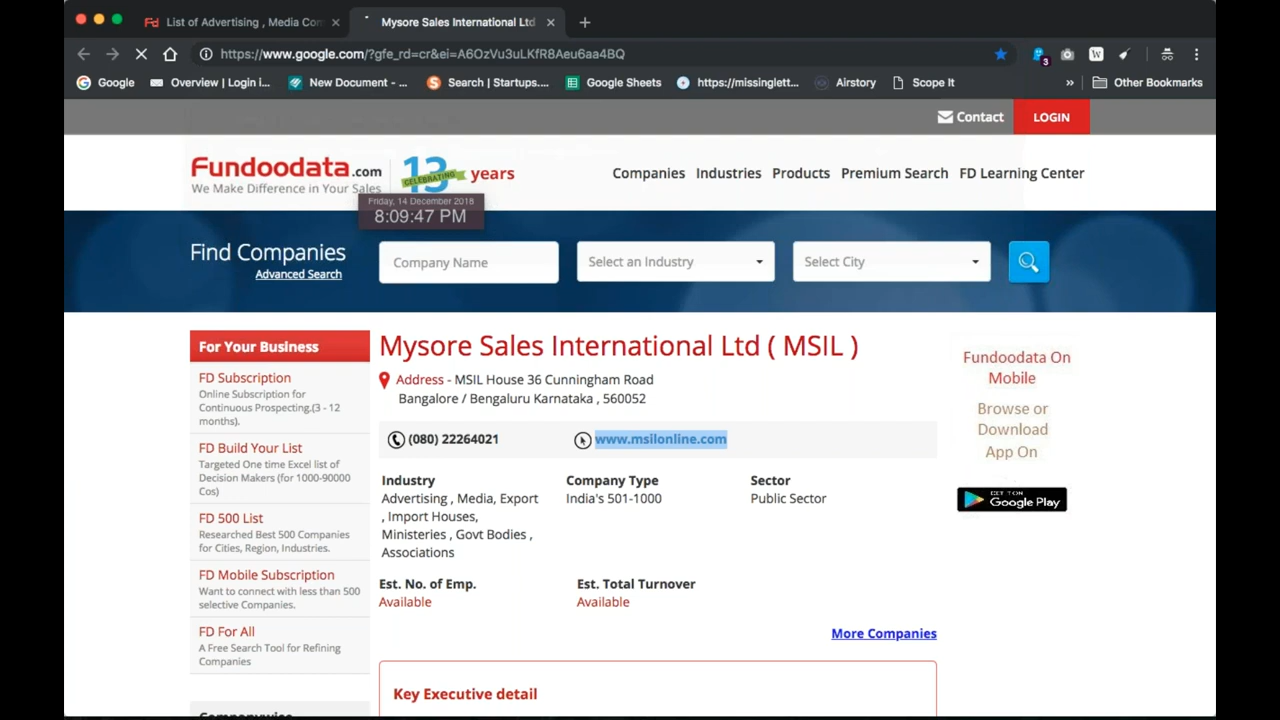 List of Advertising , Media Com
Mysore Sales International Ltd
https://www.google.com/?gfe_rd=cr&ei=A6OzVu3uLKfR8Aeu6aa4BQ
3
W
Google
Overview | Login i...
New Document - ...
Search | Startups....
Google Sheets
https://missinglett...
Airstory
Scope It
»
Other Bookmarks
Contact
LOGIN
Fundoodata.com
We Make Difference in Your Sales
13 years
CELEBRATING
Companies
Industries
Products
Premium Search
FD Learning Center
Friday, 14 December 2018
8:09:47 PM
Find Companies
Advanced Search
Company Name
Select an Industry
Select City
For Your Business
FD Subscription
Online Subscription for
Continuous Prospecting.(3 - 12
months).
FD Build Your List
Targeted One time Excel list of
Decision Makers (for 1000-90000
Cos)
FD 500 List
Researched Best 500 Companies
for Cities, Region, Industries.
FD Mobile Subscription
Want to connect with less than 500
selective Companies.
FD For All
A Free Search Tool for Refining
Companies
Mysore Sales International Ltd ( MSIL )
Address - MSIL House 36 Cunningham Road
Bangalore / Bengaluru Karnataka , 560052
(080) 22264021
www.msilonline.com
Industry
Advertising , Media, Export
, Import Houses,
Ministeries , Govt Bodies ,
Associations
Company Type
India's 501-1000
Sector
Public Sector
Est. No. of Emp.
Available
Est. Total Turnover
Available
More Companies
Key Executive detail
Fundoodata On
Mobile
Browse or
Download
App On
GET IT ON
Google Play